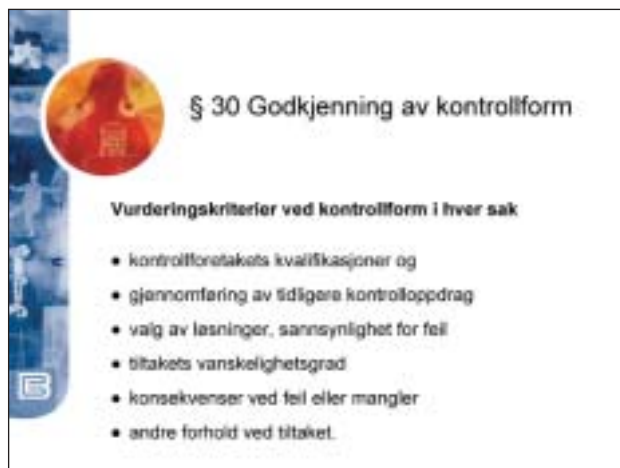 § 30 Godkjenning av kontrollform
Vurderingskriterier ved kontrollform i hver sak
• kontrollforetakets kvalifikasjoner og
• gjennomføring av tidligere kontrolloppdrag
• valg av løsninger, sannsynlighet for feil
• tiltakets vanskelighetsgrad
• konsekvenser ved feil eller mangler
• andre forhold ved tiltaket.